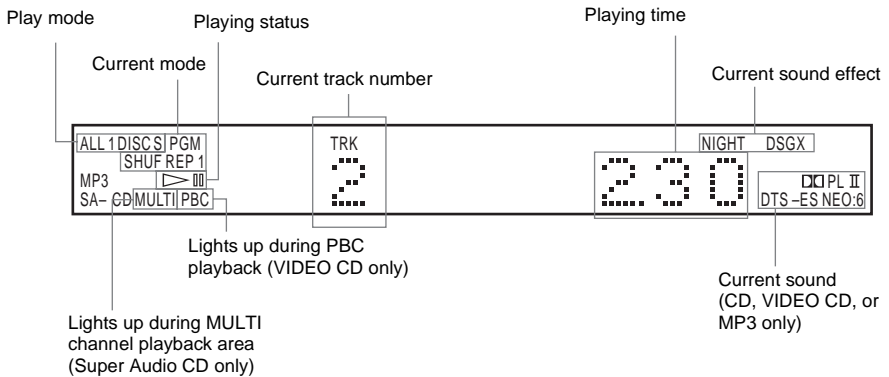 Play mode
Playing status
Playing time
Current mode
Current track number
Current sound effect
ALL 1 DISCS PGM
SHUF REP 1
MP3
SA– CD MULTI PBC
TRK
2
2.30
NIGHT DSGX
PL II
DTS –ES NEO:6
Lights up during PBC
playback (VIDEO CD only)
Lights up during MULTI
channel playback area
(Super Audio CD only)
Current sound
(CD, VIDEO CD, or
MP3 only)